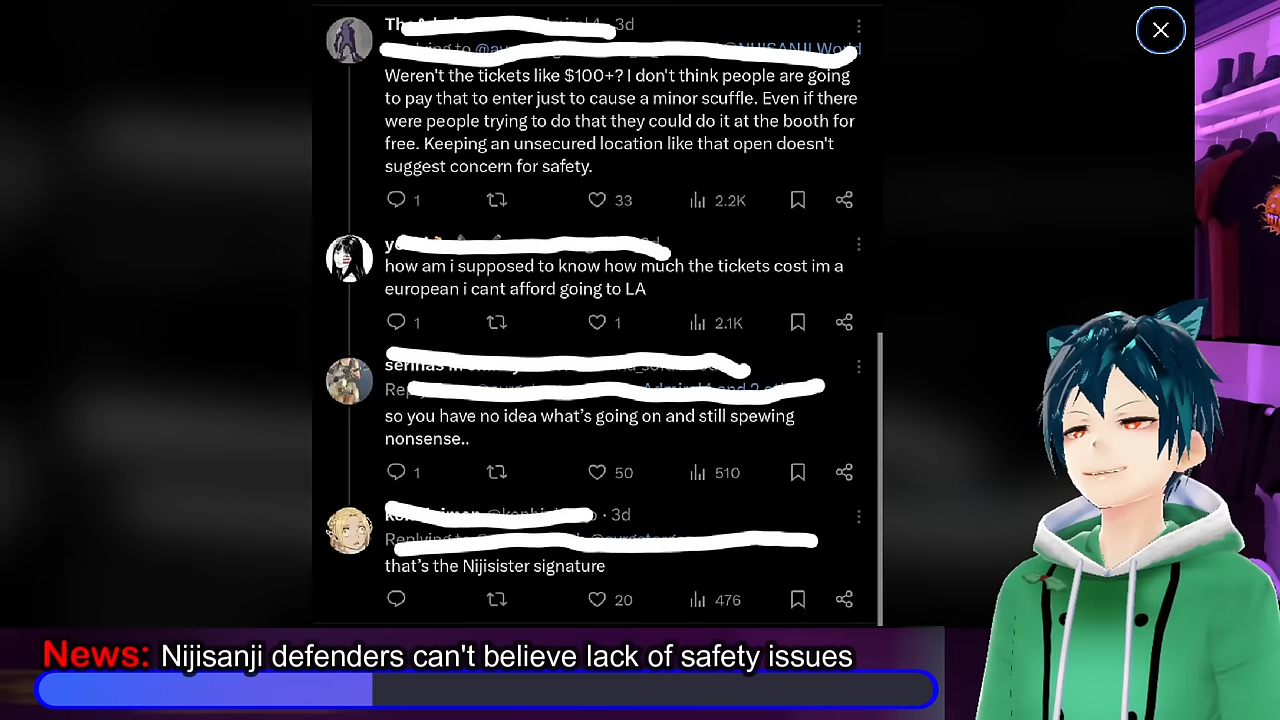 3d
Weren't the tickets like $100+? I don't think people are going
to pay that to enter just to cause a minor scuffle. Even if there
were people trying to do that they could do it at the booth for
free. Keeping an unsecured location like that open doesn't
suggest concern for safety.
1 33 2.2K
how am i supposed to know how much the tickets cost im a
european i cant afford going to LA
1 1 2.1K
so you have no idea what's going on and still spewing
nonsense..
1 50 510
· 3d
Replying to
that's the Nijisister signature
20 476
News: Nijisanji defenders can't believe lack of safety issues